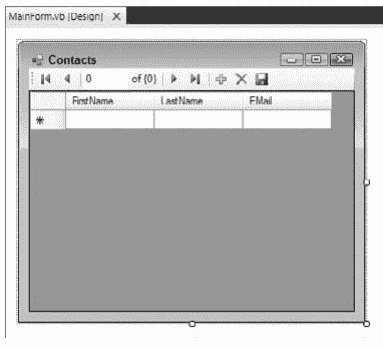 MainForm.vb [Design] X
Contacts
0 of {0}
FirstName LastName EMail